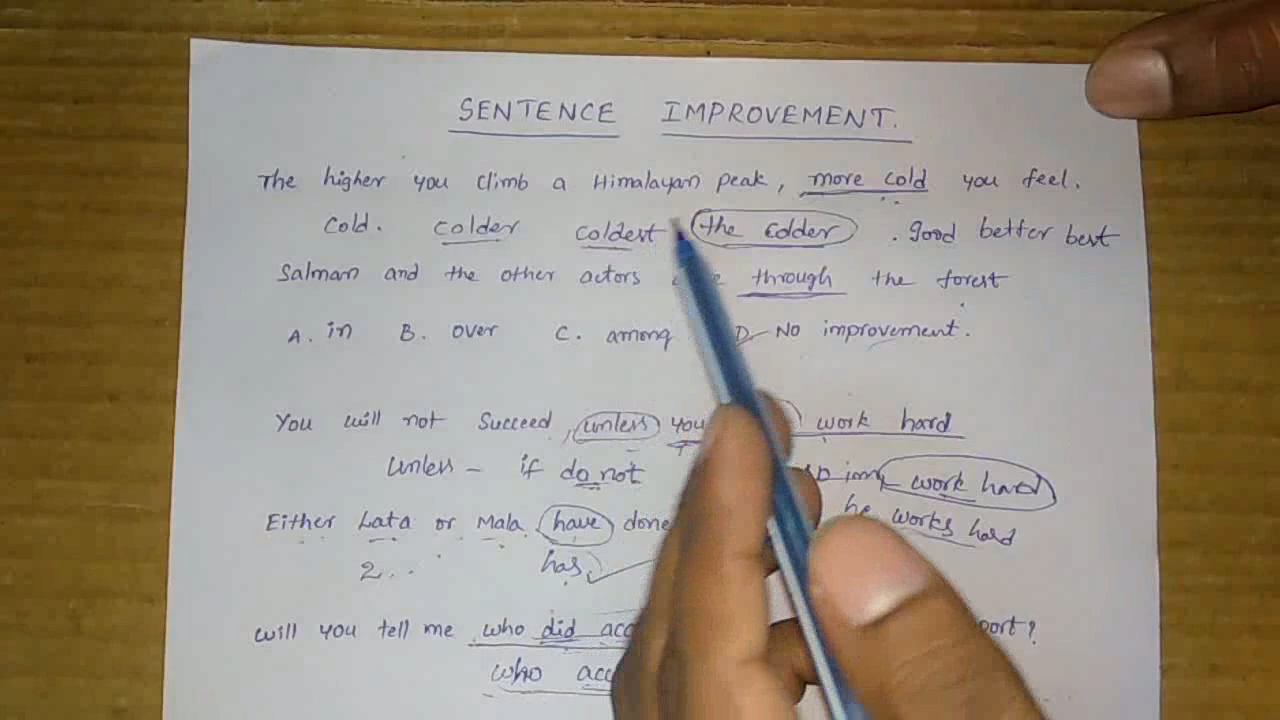 SENTENCE IMPROVEMENT.
The higher you climb a Himalayan peak, more cold you feel.
Cold. colder coldest the colder . good better best
Salman and the other actors through the forest
A. in B. over C. among D No improvement.
You will not Succeed, unless you work hard
Unless - if do not work hard
he works hard
Either Lata or Mala have done
2.. has
Will you tell me who did
who